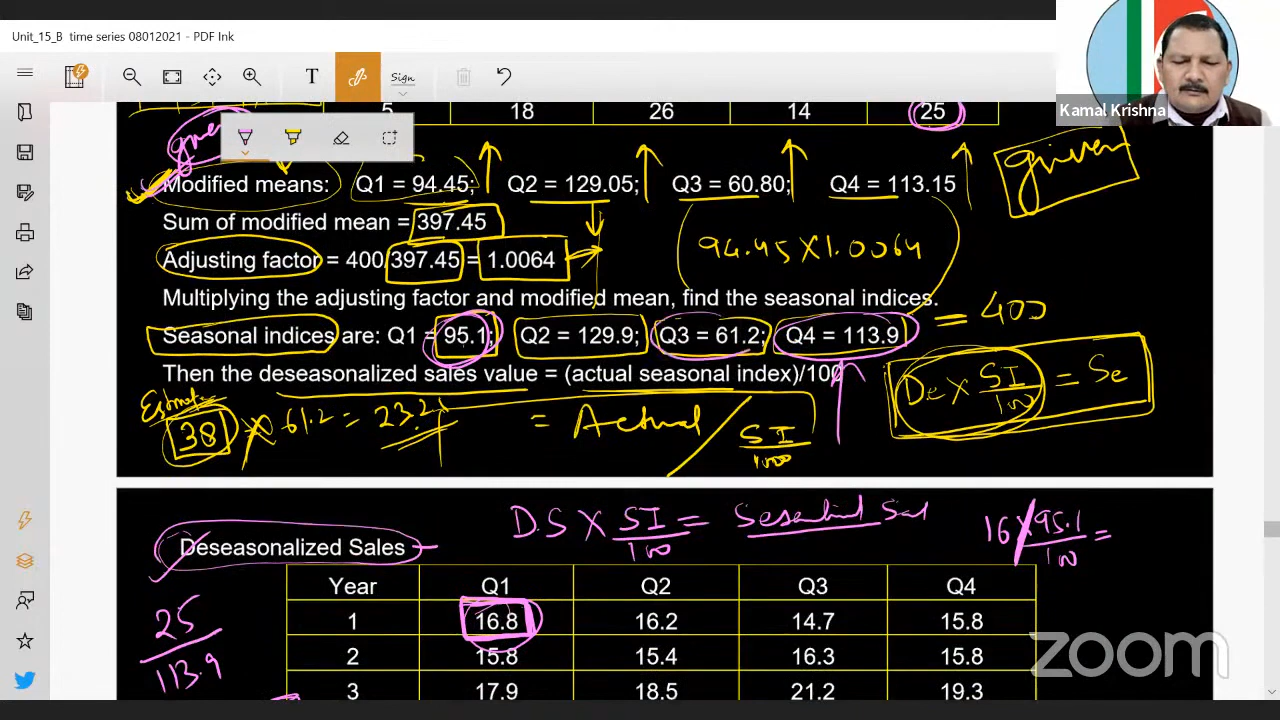 Unit_15_B time series 08012021 - PDF Ink
Sign
Kamal Krishna
5 18 26 14 25
given
Modified means: Q1 = 94.45; Q2 = 129.05; Q3 = 60.80; Q4 = 113.15
Sum of modified mean = 397.45
94.45 X 1.0064
Adjusting factor = 400/397.45 = 1.0064
Multiplying the adjusting factor and modified mean, find the seasonal indices.
= 400
Seasonal indices are: Q1 = 95.1; Q2 = 129.9; Q3 = 61.2; Q4 = 113.9
Then the deseasonalized sales value = (actual seasonal index)/100
De X SI/100 = Se
Estimate
38 X 61.2 = 23.2
= Actual / SI/100
D.S X SI/100 =
16 / 95.1/100 =
Deseasonalized Sales
Year Q1 Q2 Q3 Q4
1 16.8 16.2 14.7 15.8
25/113.9
2 15.8 15.4 16.3 15.8
3 17.9 18.5 21.2 19.3
zoom